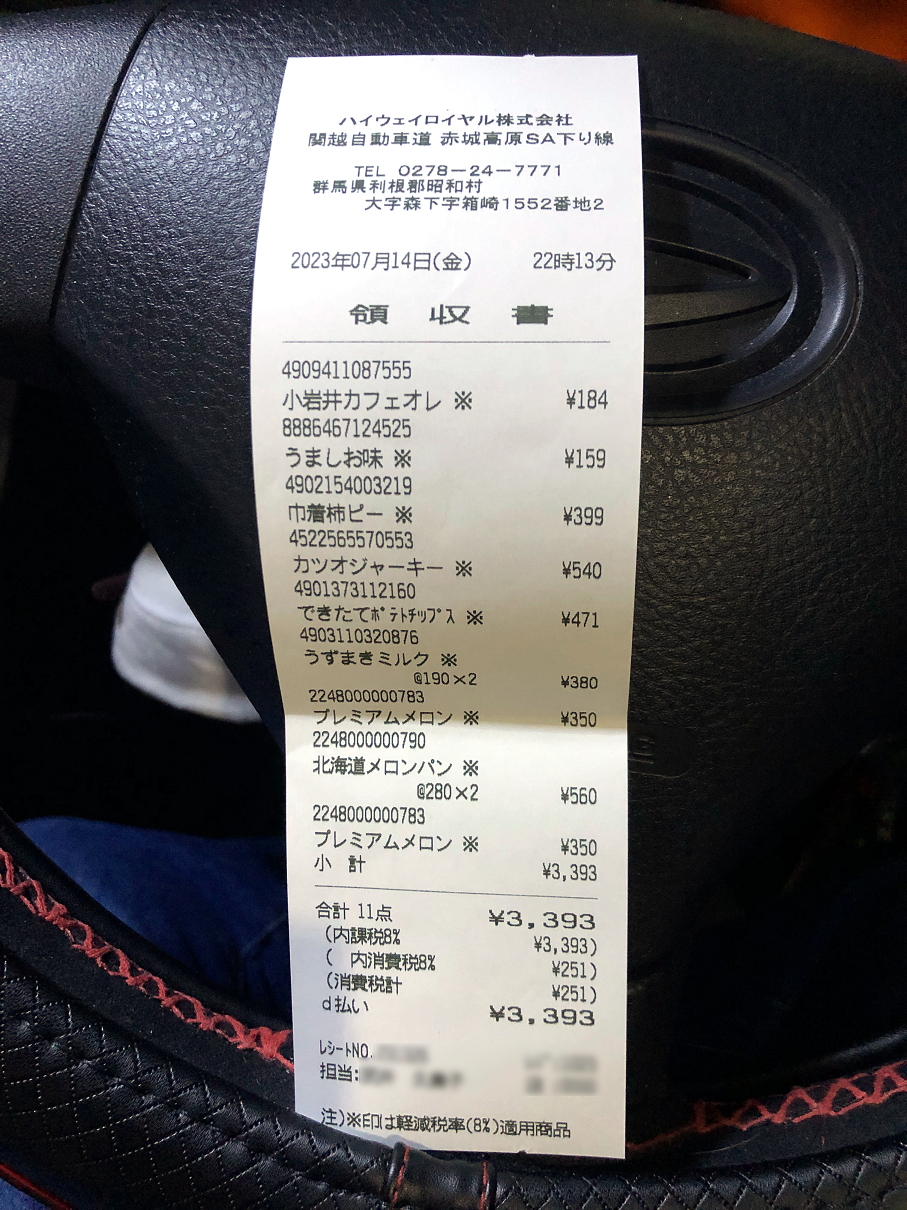 ハイウェイロイヤル株式会社
関越自動車道 赤城高原SA下り線
TEL 0278-24-7771
群馬県利根郡昭和村
大字森下字箱崎1552番地2
2023年07月14日(金) 22時13分
領 収 書
4909411087555
小岩井カフェオレ ※ ¥184
8886467124525
うましお味 ※ ¥159
4902154003219
巾着柿ピー ※ ¥399
4522565570553
カツオジャーキー ※ ¥540
4901373112160
できたてポテトチップス ※ ¥471
4903110320876
うずまきミルク ※
@190×2 ¥380
2248000000783
プレミアムメロン ※ ¥350
2248000000790
北海道メロンパン ※
@280×2 ¥560
2248000000783
プレミアムメロン ※ ¥350
小 計 ¥3,393
合計 11点 ¥3,393
(内課税8% ¥3,393)
( 内消費税8% ¥251)
(消費税計 ¥251)
d払い ¥3,393
レシートNO.
担当:
注)※印は軽減税率(8%)適用商品